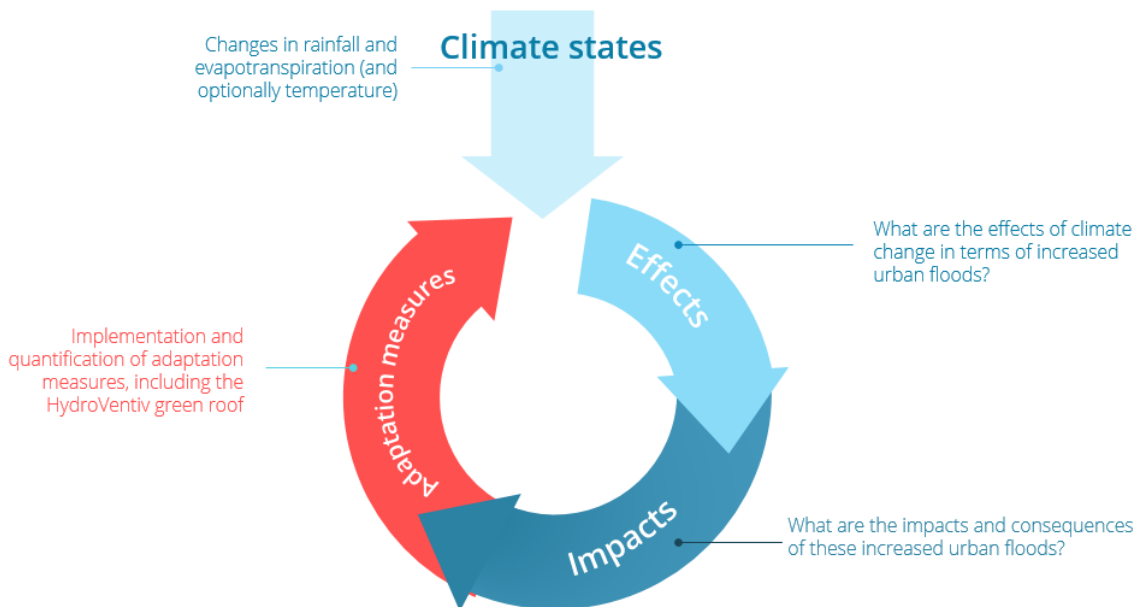 Climate states
Changes in rainfall and
evapotranspiration (and
optionally temperature)
Effects
What are the effects of climate
change in terms of increased
urban floods?
Impacts
What are the impacts and consequences
of these increased urban floods?
Adaptation measures
Implementation and
quantification of adaptation
measures, including the
HydroVentiv green roof